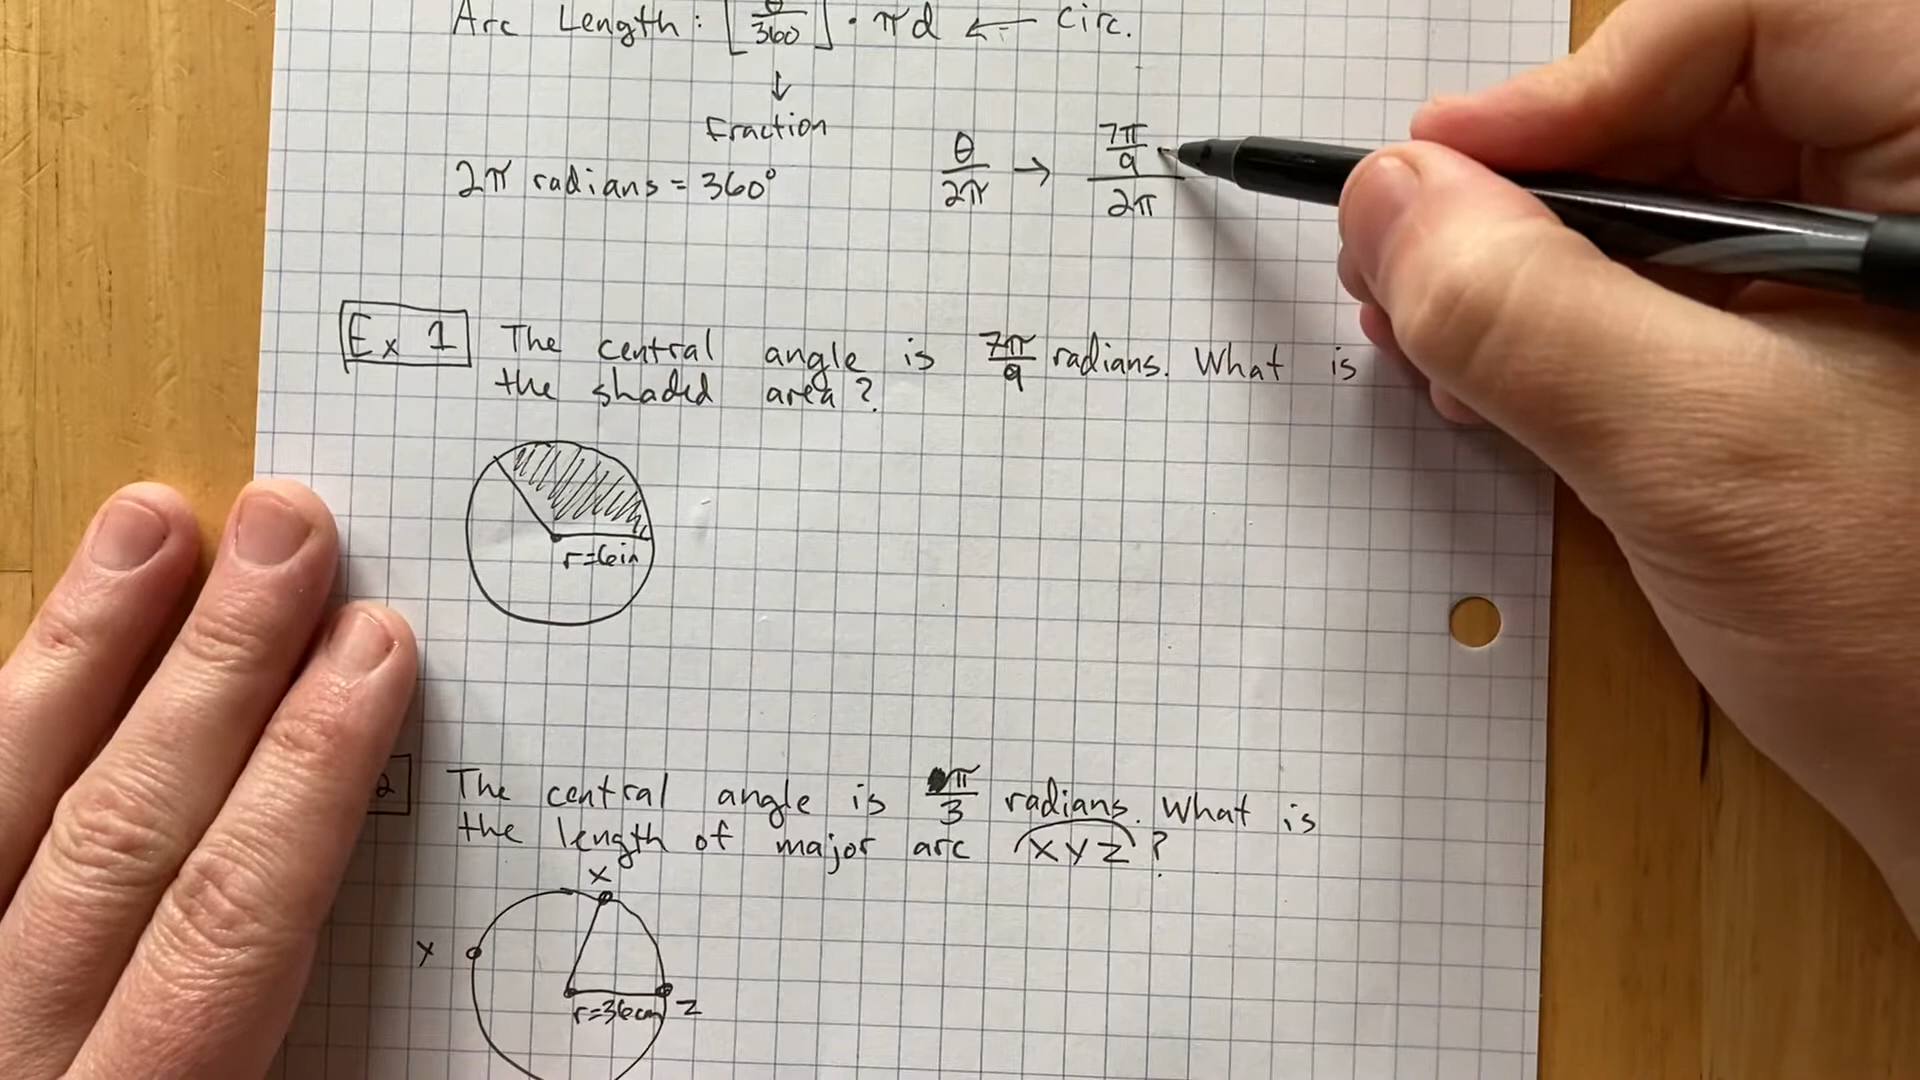 Arc Length: [θ/360] · πd ← Circ.
↓
Fraction
2π radians = 360°
θ/2π → 7π/9 / 2π
Ex 1 The central angle is 7π/9 radians. What is
the shaded area?
r=6in
2 The central angle is π/3 radians. What is
the length of major arc XYZ?
X
Y
r=36cm Z